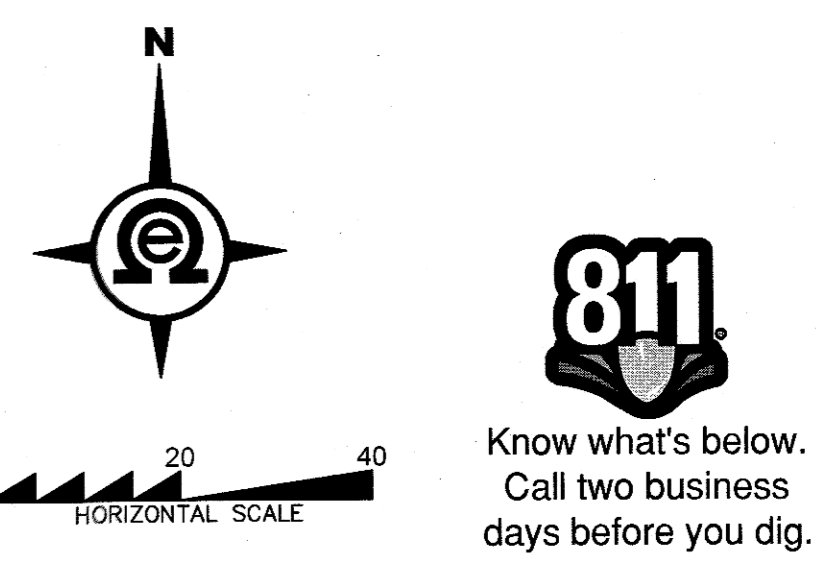 N
e
811
Know what's below.
Call two business
days before you dig.
20 40
HORIZONTAL SCALE